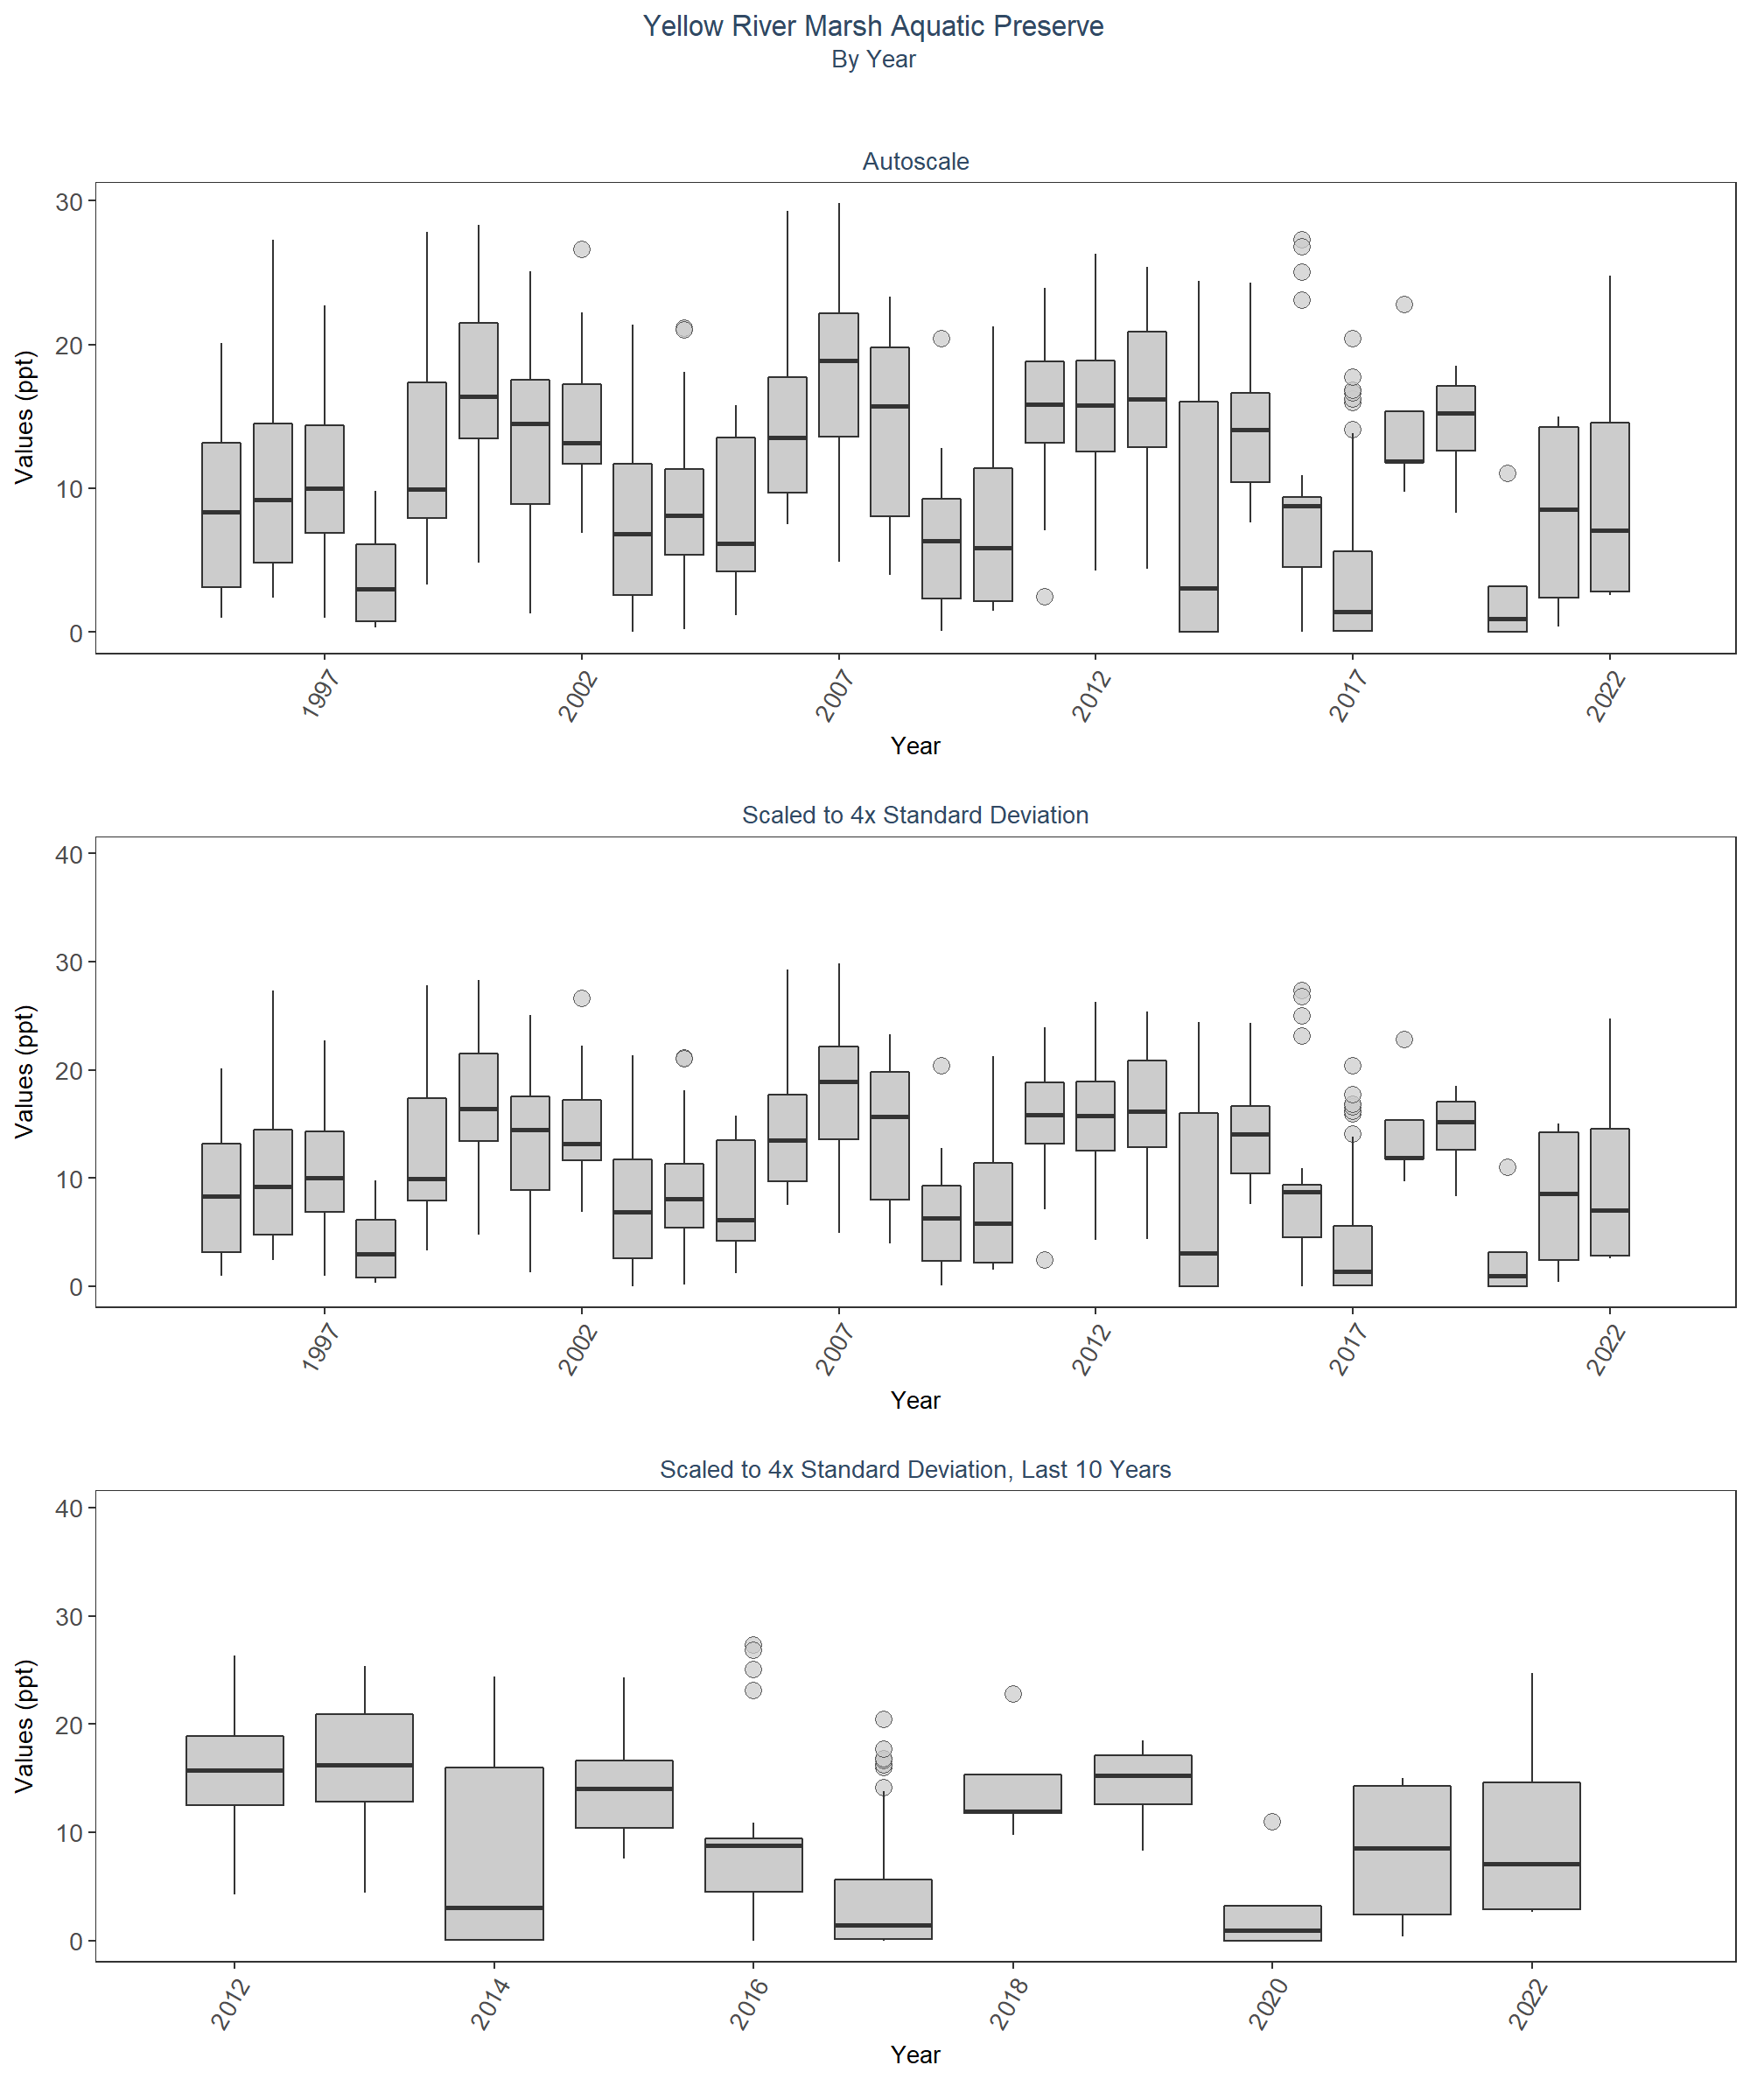 Yellow River Marsh Aquatic Preserve
By Year
Autoscale
Values (ppt)
30
20
10
0
1997 2002 2007 2012 2017 2022
Year
Scaled to 4x Standard Deviation
Values (ppt)
40
30
20
10
0
1997 2002 2007 2012 2017 2022
Year
Scaled to 4x Standard Deviation, Last 10 Years
Values (ppt)
40
30
20
10
0
2012 2014 2016 2018 2020 2022
Year